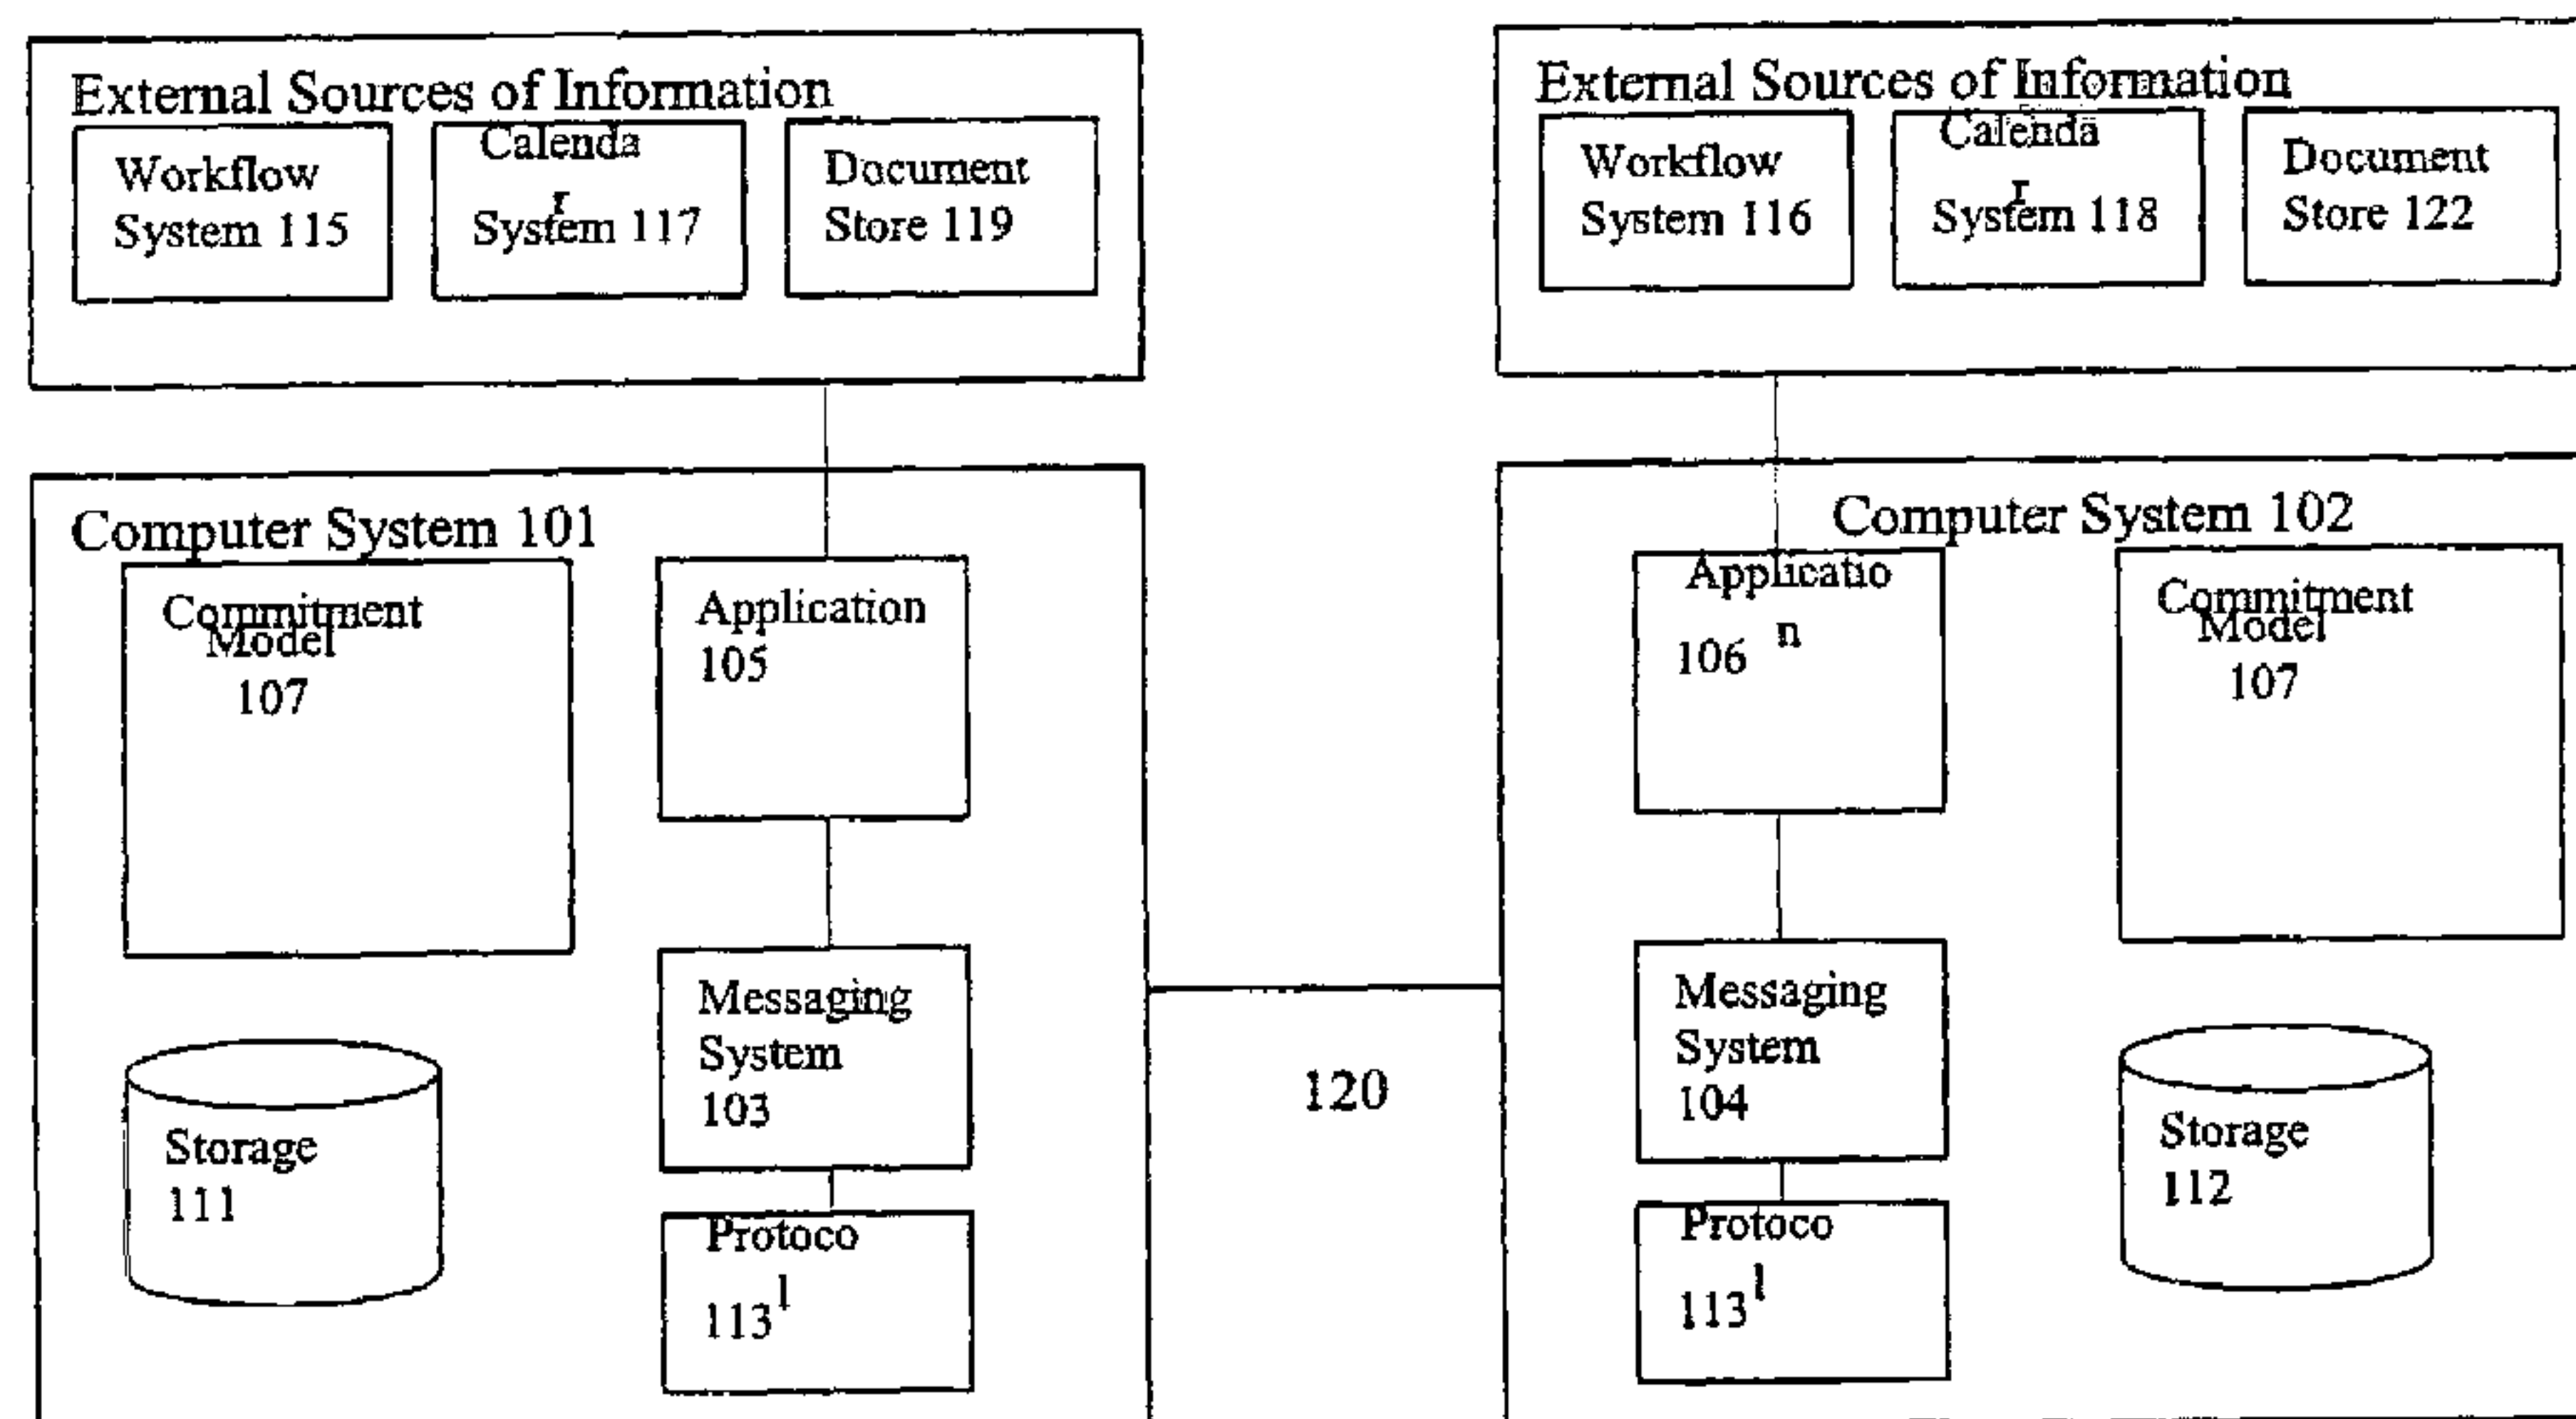 External Sources of Information
Workflow
System 115
Calenda
r
System 117
Document
Store 119
External Sources of Information
Workflow
System 116
Calenda
r
System 118
Document
Store 122
Computer System 101
Commitment
Model
107
Application
105
Messaging
System
103
Storage
111
Protoco
l
113
120
Computer System 102
Applicatio
n
106
Commitment
Model
107
Messaging
System
104
Storage
112
Protoco
l
113